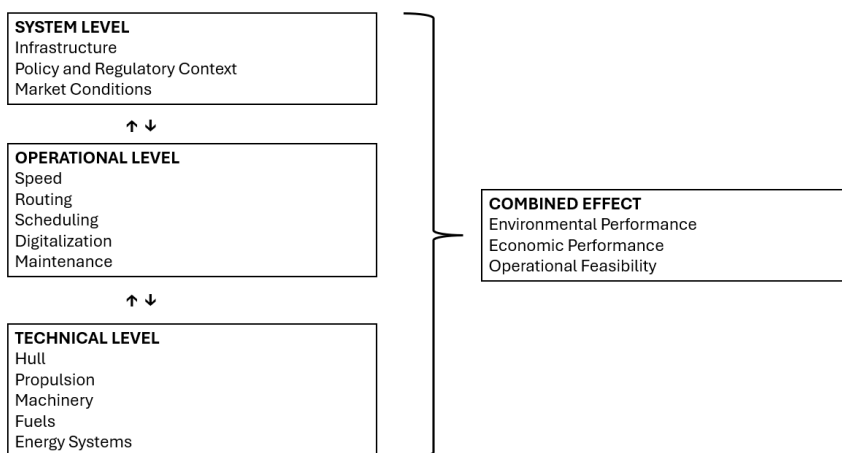 SYSTEM LEVEL
Infrastructure
Policy and Regulatory Context
Market Conditions
↑ ↓
OPERATIONAL LEVEL
Speed
Routing
Scheduling
Digitalization
Maintenance
↑ ↓
TECHNICAL LEVEL
Hull
Propulsion
Machinery
Fuels
Energy Systems
COMBINED EFFECT
Environmental Performance
Economic Performance
Operational Feasibility